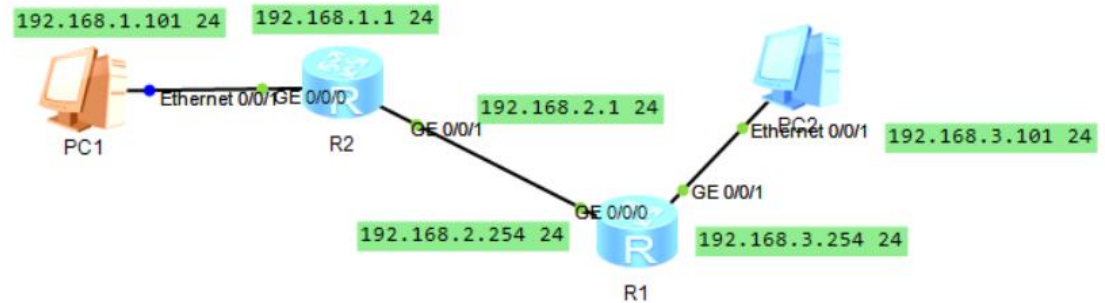 192.168.1.101 24
192.168.1.1 24
Ethernet 0/0/1
GE 0/0/0
R
PC1
R2
GE 0/0/1
192.168.2.1 24
PC2
Ethernet 0/0/1
192.168.3.101 24
GE 0/0/1
GE 0/0/0
192.168.2.254 24
R
192.168.3.254 24
R1